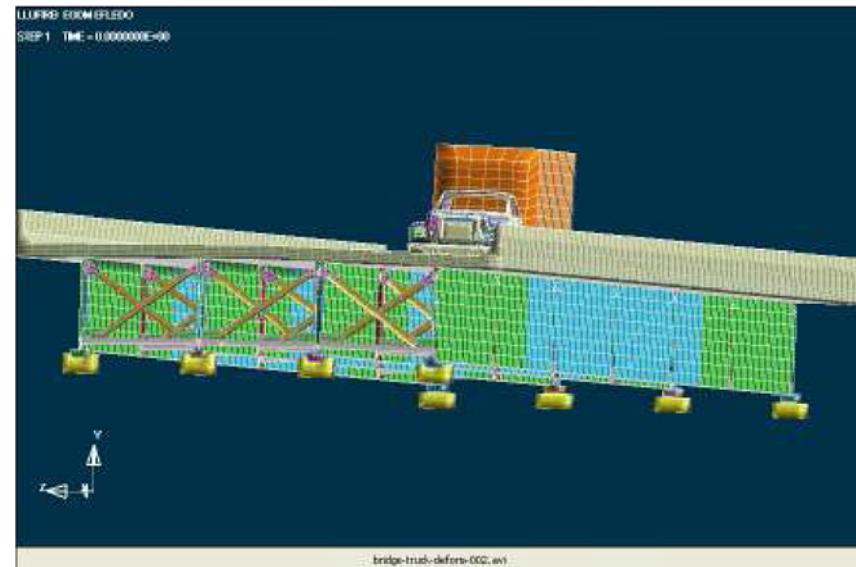 STEP 1 TIME = 0.0000000E+00
Y
Z
bridge-truck-deform-002.avi